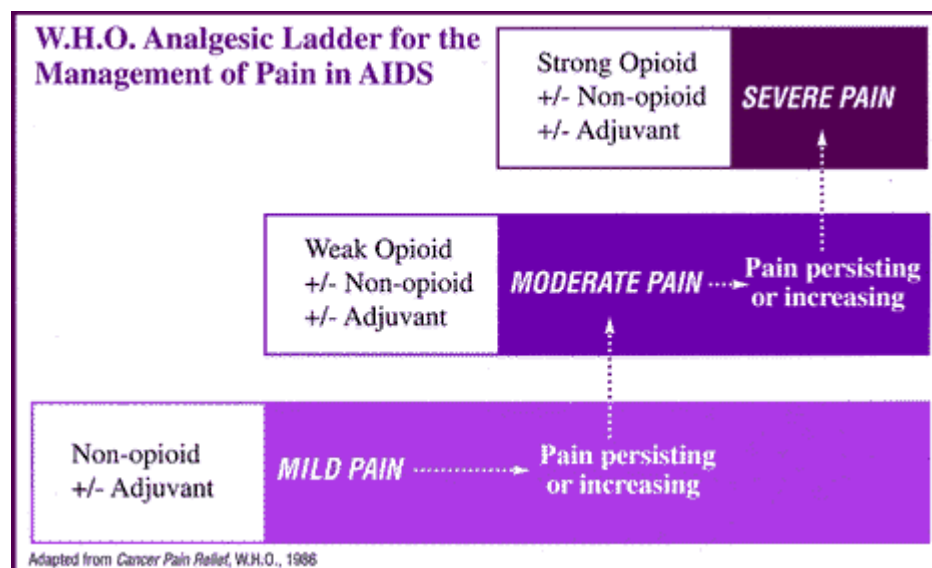 W.H.O. Analgesic Ladder for the
Management of Pain in AIDS
Strong Opioid
+/- Non-opioid
+/- Adjuvant
SEVERE PAIN
Weak Opioid
+/- Non-opioid
+/- Adjuvant
MODERATE PAIN
Pain persisting
or increasing
Non-opioid
+/- Adjuvant
MILD PAIN
Pain persisting
or increasing
Adapted from Cancer Pain Relief, W.H.O., 1986